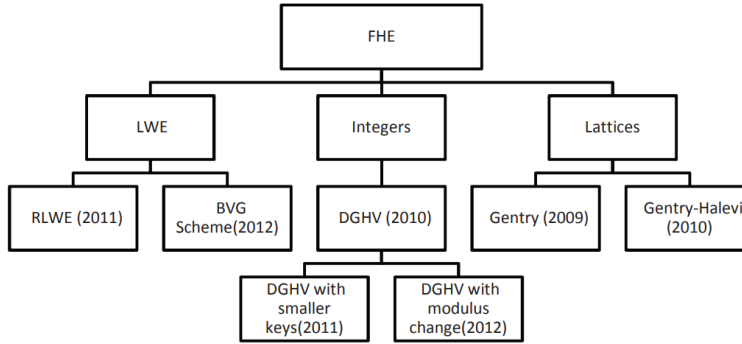 FHE
LWE
Integers
Lattices
RLWE (2011)
BVG
Scheme(2012)
DGHV (2010)
Gentry (2009)
Gentry-Halevi
(2010)
DGHV with
smaller
keys(2011)
DGHV with
modulus
change(2012)